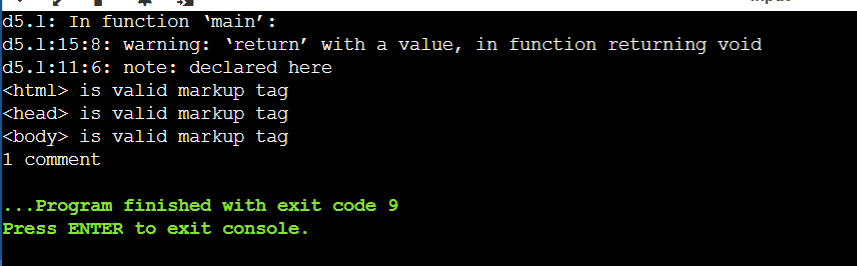 d5.l: In function ‘main’:
d5.l:15:8: warning: ‘return’ with a value, in function returning void
d5.l:11:6: note: declared here
<html> is valid markup tag
<head> is valid markup tag
<body> is valid markup tag
1 comment
...Program finished with exit code 9
Press ENTER to exit console.